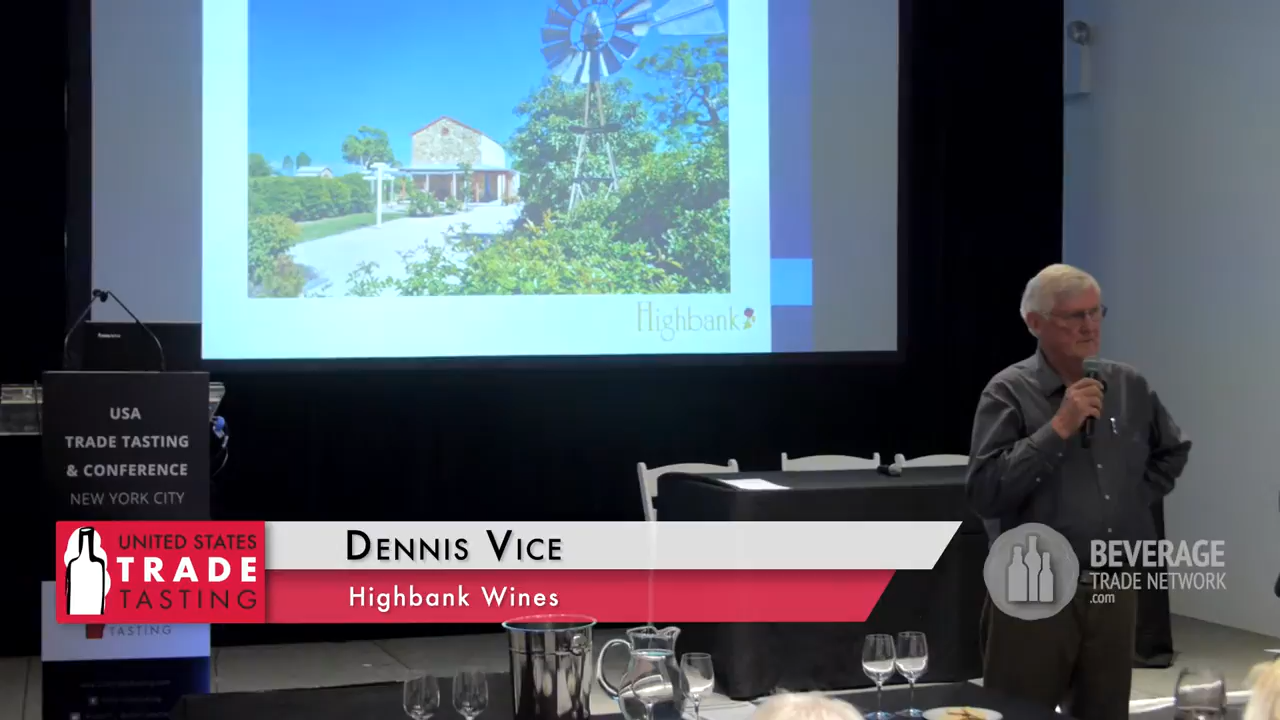 Highbank
USA
TRADE TASTING
& CONFERENCE
NEW YORK CITY
UNITED STATES
TRADE
TASTING
DENNIS VICE
Highbank Wines
BEVERAGE
TRADE NETWORK
.com
TASTING